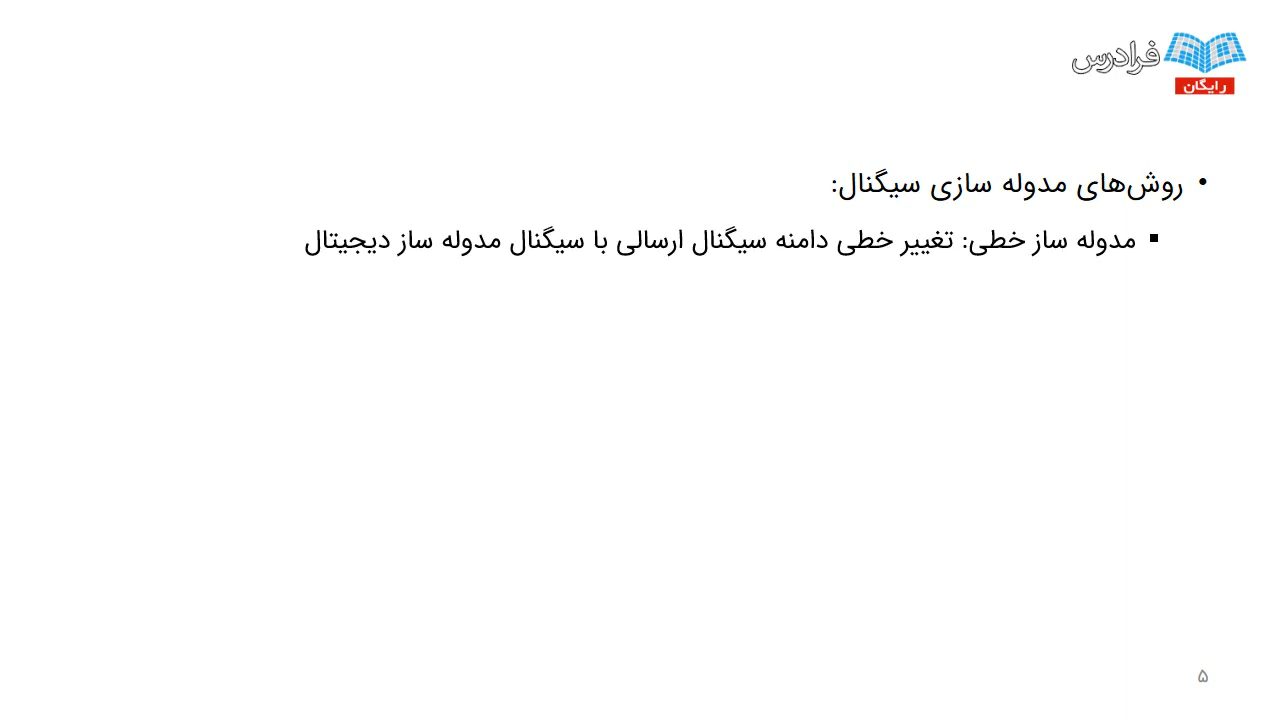 فرادرس
رایگان
• روش‌های مدوله سازی سیگنال:
▪ مدوله ساز خطی: تغییر خطی دامنه سیگنال ارسالی با سیگنال مدوله ساز دیجیتال
۵